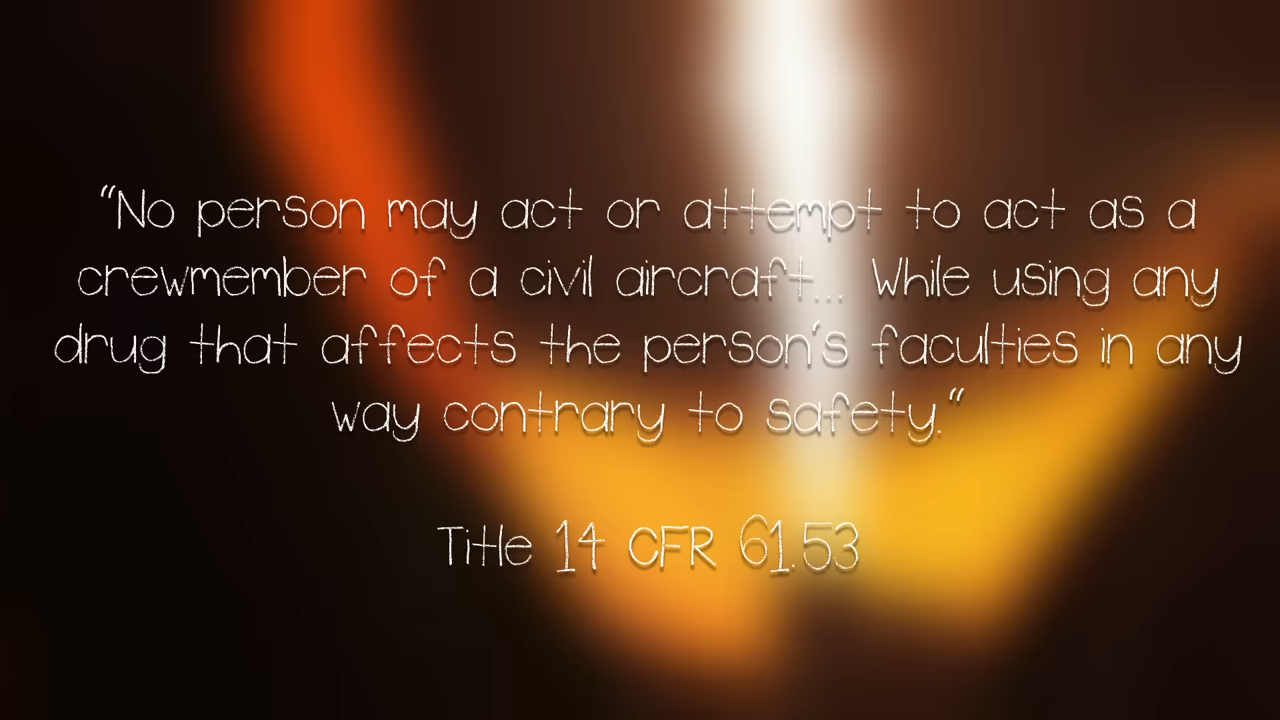 “No person may act or attempt to act as a
crewmember of a civil aircraft... While using any
drug that affects the person's faculties in any
way contrary to safety.“
Title 14 CFR 61.53